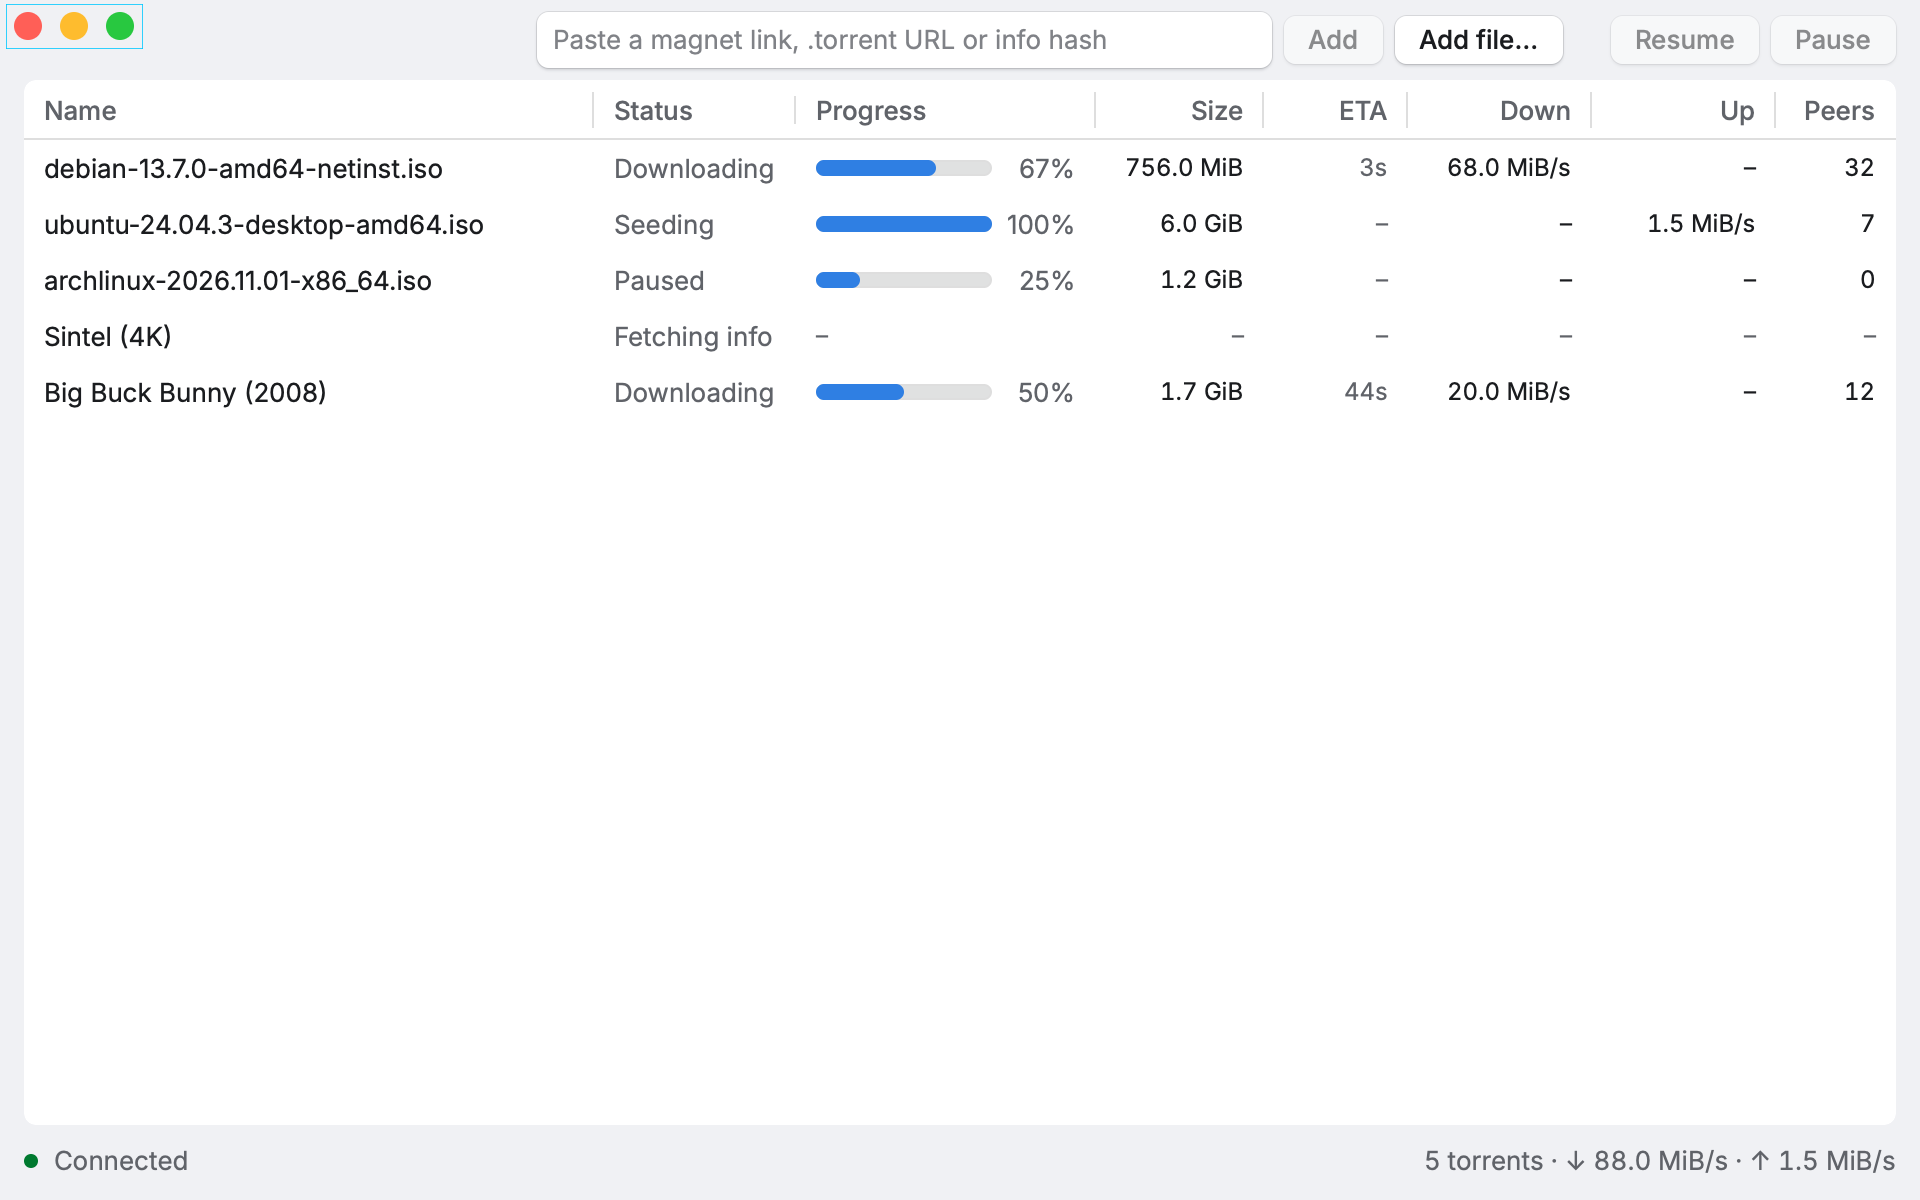 Paste a magnet link, .torrent URL or info hash Add Add file... Resume Pause
Name Status Progress Size ETA Down Up Peers
debian-13.7.0-amd64-netinst.iso Downloading 67% 756.0 MiB 3s 68.0 MiB/s – 32
ubuntu-24.04.3-desktop-amd64.iso Seeding 100% 6.0 GiB – – 1.5 MiB/s 7
archlinux-2026.11.01-x86_64.iso Paused 25% 1.2 GiB – – – 0
Sintel (4K) Fetching info – – – – – –
Big Buck Bunny (2008) Downloading 50% 1.7 GiB 44s 20.0 MiB/s – 12
Connected 5 torrents · ↓ 88.0 MiB/s · ↑ 1.5 MiB/s